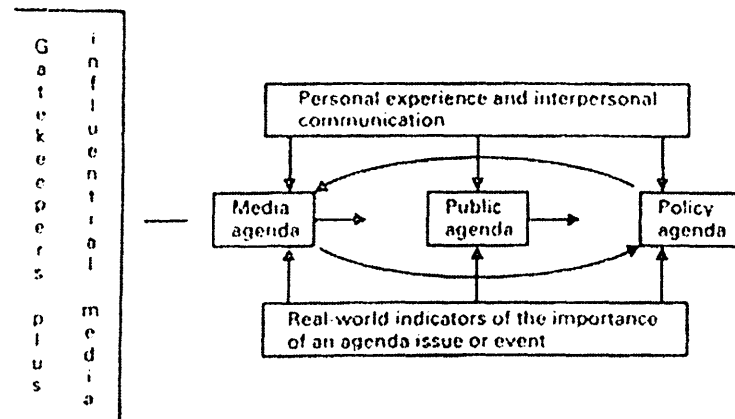 Gatekeepers plus
influential media
Personal experience and interpersonal
communication
Media
agenda
Public
agenda
Policy
agenda
Real-world indicators of the importance
of an agenda issue or event